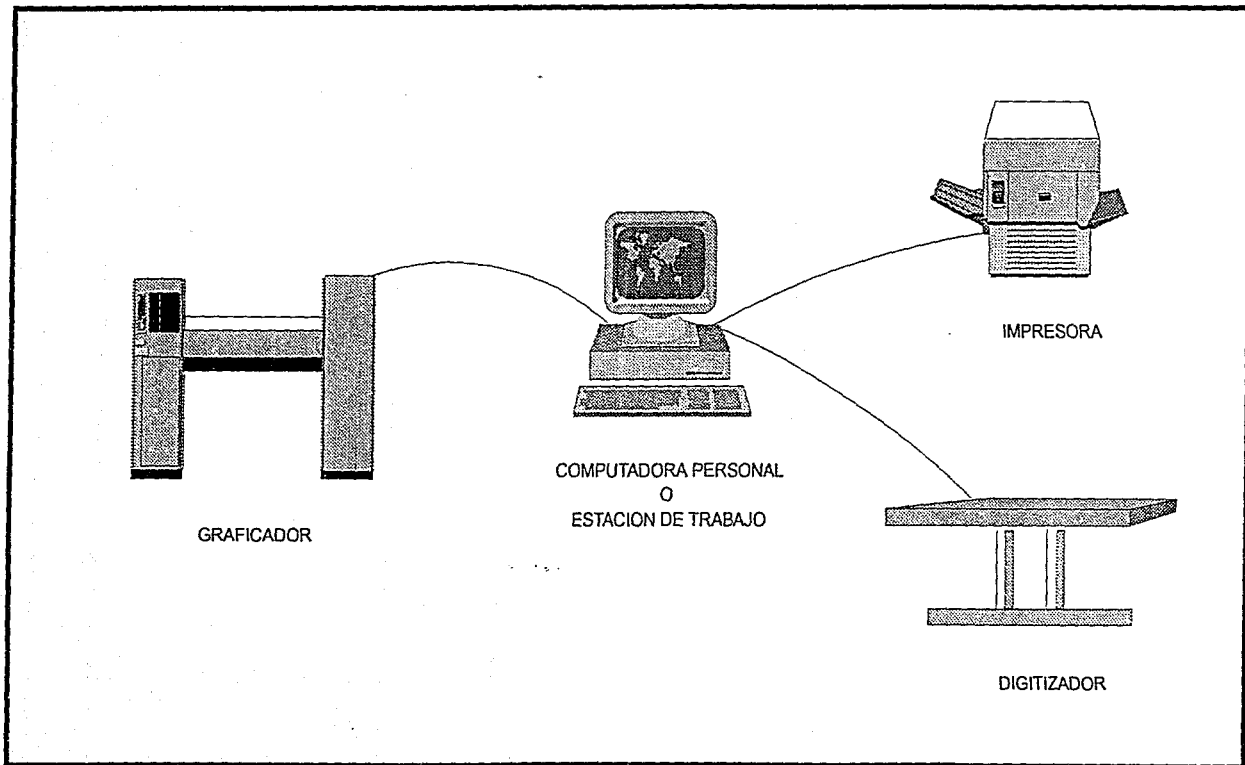 IMPRESORA
COMPUTADORA PERSONAL
O
ESTACION DE TRABAJO
GRAFICADOR
DIGITIZADOR